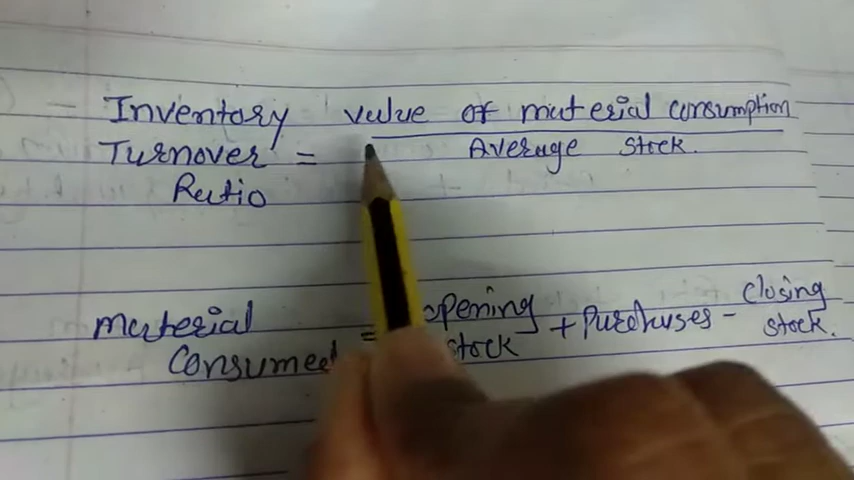 Inventory value of material consumption
Turnover = Average stock.
Ratio
material = opening + Purchases - closing
Consumed stock stock.